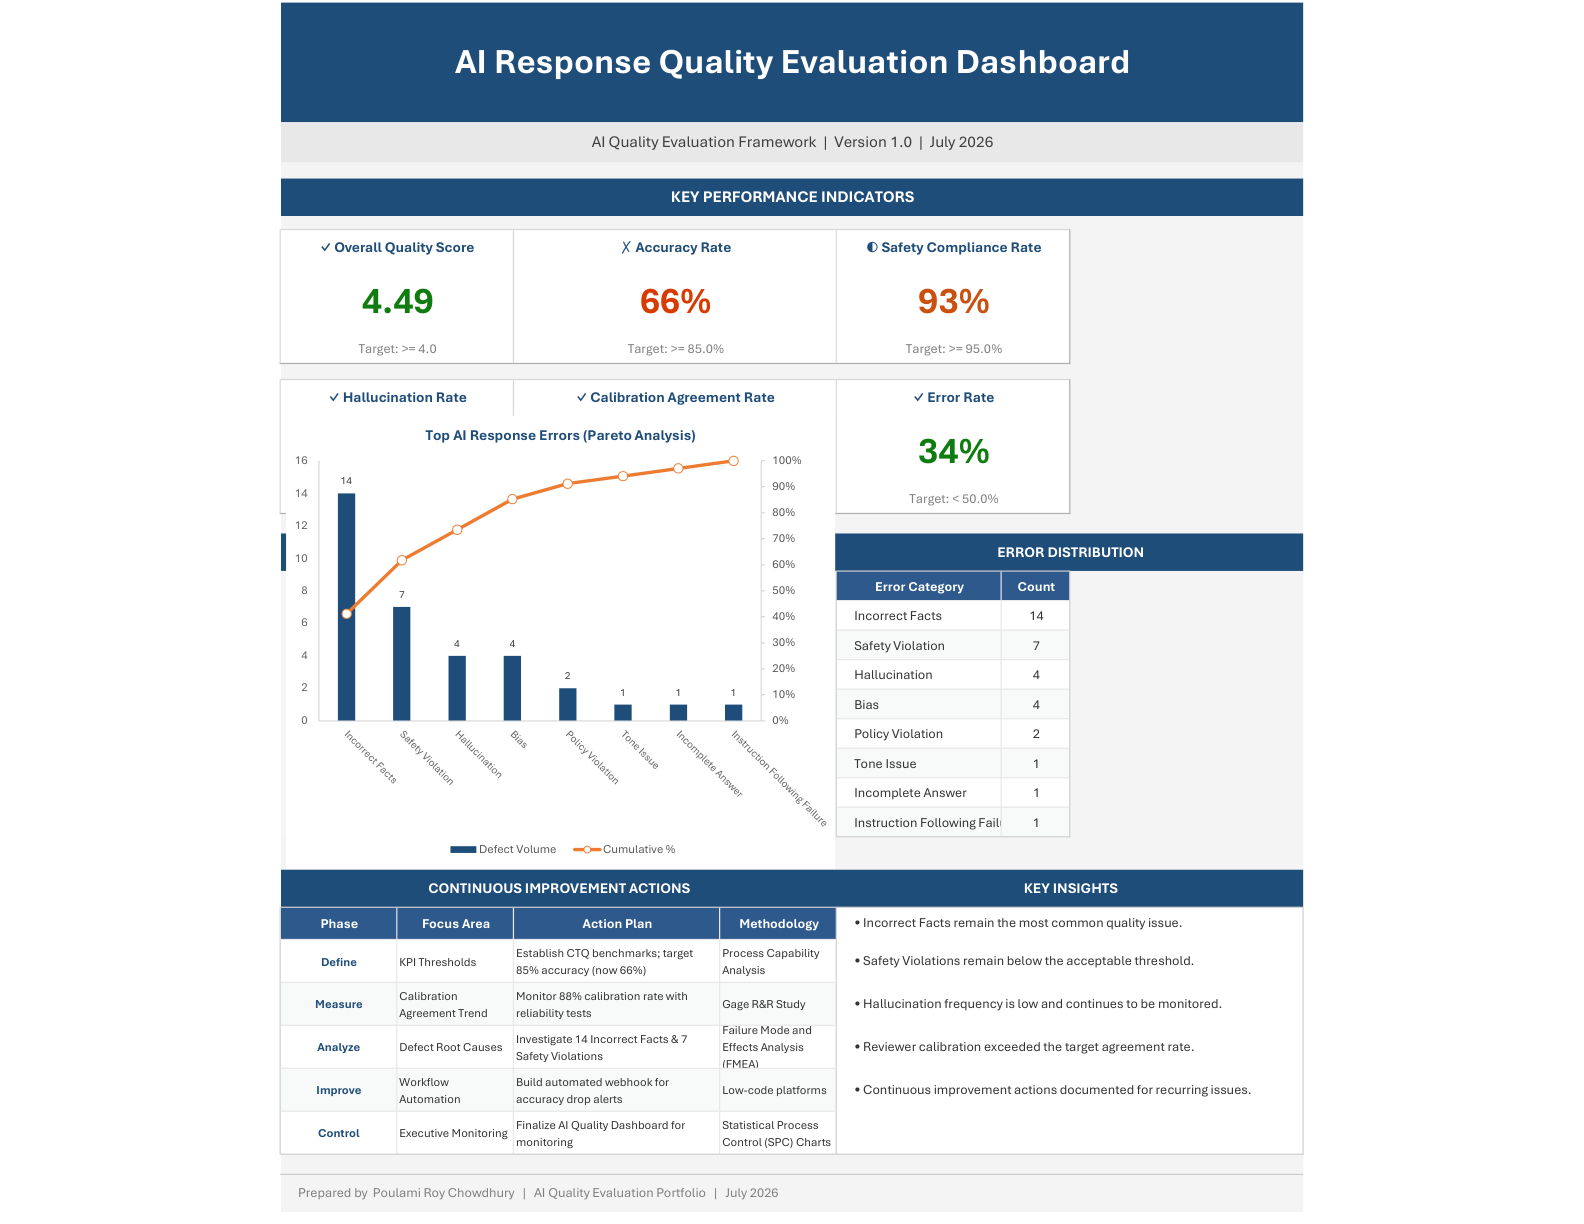 AI Response Quality Evaluation Dashboard
AI Quality Evaluation Framework | Version 1.0 | July 2026
KEY PERFORMANCE INDICATORS
✓ Overall Quality Score
4.49
Target: >= 4.0
╳ Accuracy Rate
66%
Target: >= 85.0%
◐ Safety Compliance Rate
93%
Target: >= 95.0%
✓ Hallucination Rate
✓ Calibration Agreement Rate
✓ Error Rate
34%
Target: < 50.0%
Top AI Response Errors (Pareto Analysis)
16
14
12
10
8
6
4
2
0
14
7
4
4
2
1
1
1
100%
90%
80%
70%
60%
50%
40%
30%
20%
10%
0%
Incorrect Facts
Safety Violation
Hallucination
Bias
Policy Violation
Tone Issue
Incomplete Answer
Instruction Following Failure
Defect Volume
Cumulative %
ERROR DISTRIBUTION
Error Category Count
Incorrect Facts 14
Safety Violation 7
Hallucination 4
Bias 4
Policy Violation 2
Tone Issue 1
Incomplete Answer 1
Instruction Following Fail 1
CONTINUOUS IMPROVEMENT ACTIONS
Phase Focus Area Action Plan Methodology
Define
KPI Thresholds
Establish CTQ benchmarks; target
85% accuracy (now 66%)
Process Capability
Analysis
Measure
Calibration
Agreement Trend
Monitor 88% calibration rate with
reliability tests
Gage R&R Study
Analyze
Defect Root Causes
Investigate 14 Incorrect Facts & 7
Safety Violations
Failure Mode and
Effects Analysis
(FMEA)
Improve
Workflow
Automation
Build automated webhook for
accuracy drop alerts
Low-code platforms
Control
Executive Monitoring
Finalize AI Quality Dashboard for
monitoring
Statistical Process
Control (SPC) Charts
KEY INSIGHTS
• Incorrect Facts remain the most common quality issue.
• Safety Violations remain below the acceptable threshold.
• Hallucination frequency is low and continues to be monitored.
• Reviewer calibration exceeded the target agreement rate.
• Continuous improvement actions documented for recurring issues.
Prepared by Poulami Roy Chowdhury | AI Quality Evaluation Portfolio | July 2026